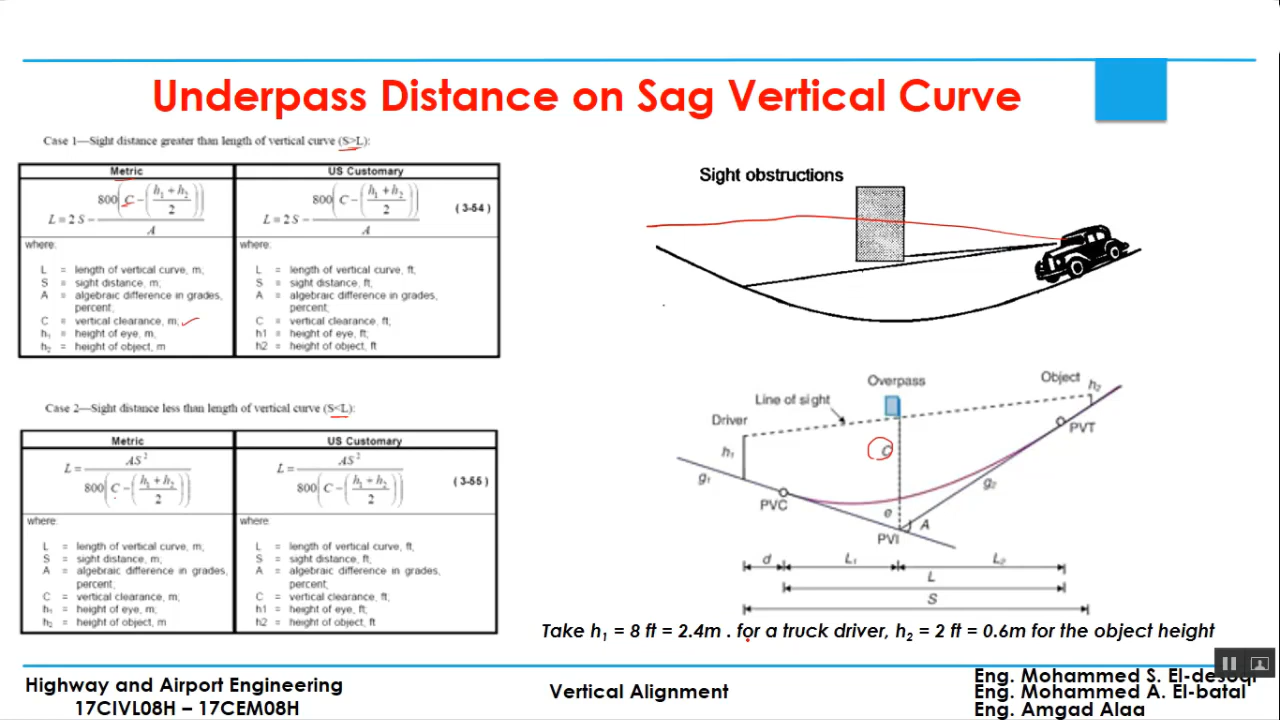 Underpass Distance on Sag Vertical Curve
Case 1—Sight distance greater than length of vertical curve (S>L):
Metric
US Customary
L = 2 S - 800(C - (h₁ + h₂ / 2)) / A
L = 2 S - 800(C - (h₁ + h₂ / 2)) / A
( 3-54 )
where:
L = length of vertical curve, m;
S = sight distance, m;
A = algebraic difference in grades,
percent;
C = vertical clearance, m;
h₁ = height of eye, m;
h₂ = height of object, m
where:
L = length of vertical curve, ft;
S = sight distance, ft;
A = algebraic difference in grades,
percent;
C = vertical clearance, ft;
h1 = height of eye, ft;
h2 = height of object, ft
Case 2—Sight distance less than length of vertical curve (S<L):
Metric
US Customary
L = AS² / 800(C - (h₁ + h₂ / 2))
L = AS² / 800(C - (h₁ + h₂ / 2))
( 3-55 )
where:
L = length of vertical curve, m;
S = sight distance, m;
A = algebraic difference in grades,
percent;
C = vertical clearance, m;
h₁ = height of eye, m;
h₂ = height of object, m
where:
L = length of vertical curve, ft;
S = sight distance, ft;
A = algebraic difference in grades,
percent;
C = vertical clearance, ft;
h1 = height of eye, ft;
h2 = height of object, ft
Sight obstructions
Overpass
Object
h₂
Line of sight
Driver
PVT
h₁
C
g₁
g₂
PVC
e
A
PVI
d
L₁
L₂
L
S
Take h₁ = 8 ft = 2.4m . for a truck driver, h₂ = 2 ft = 0.6m for the object height
Highway and Airport Engineering
17CIVL08H – 17CEM08H
Vertical Alignment
Eng. Mohammed S. El-desoqi
Eng. Mohammed A. El-batal
Eng. Amgad Alaa